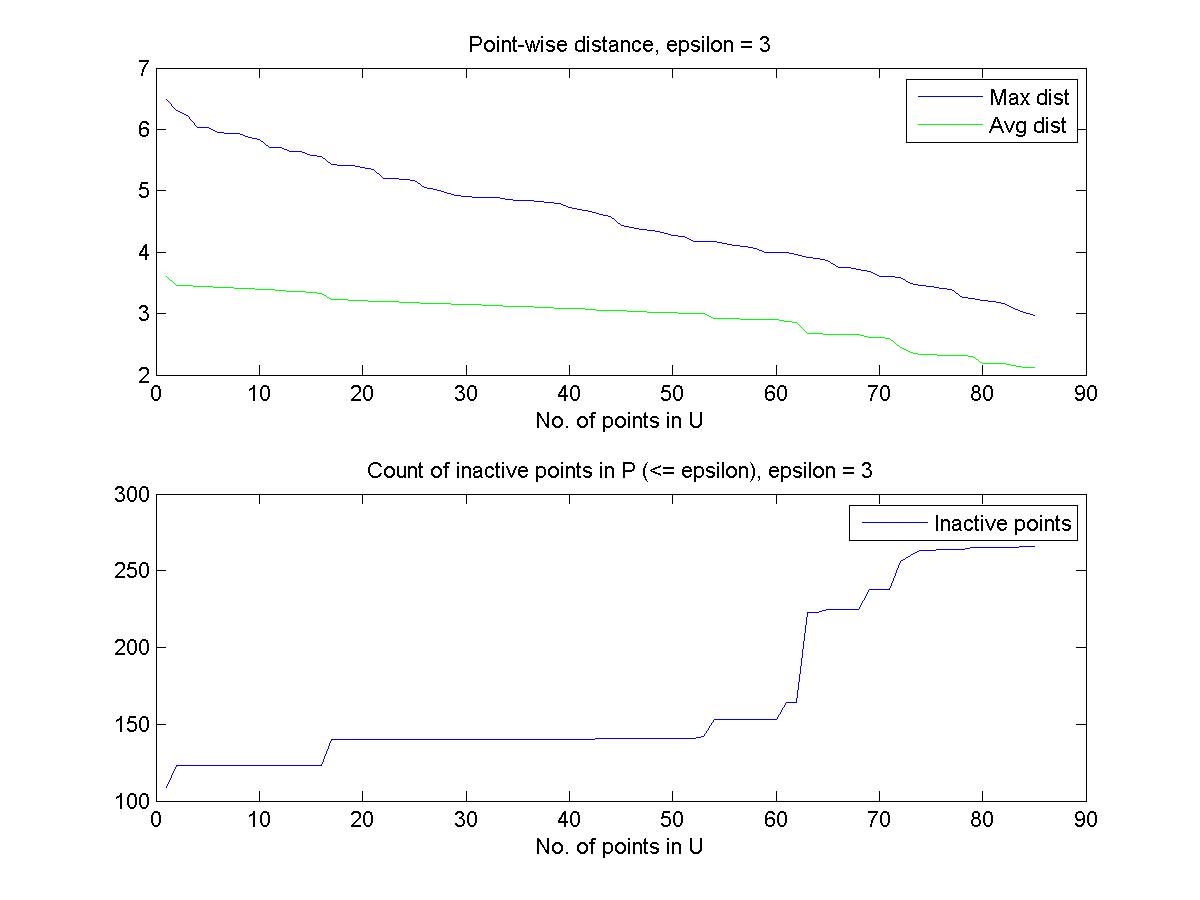 Point-wise distance, epsilon = 3
7
6
5
4
3
2
Max dist
Avg dist
0 10 20 30 40 50 60 70 80 90
No. of points in U
Count of inactive points in P (<= epsilon), epsilon = 3
300
250
200
150
100
Inactive points
0 10 20 30 40 50 60 70 80 90
No. of points in U